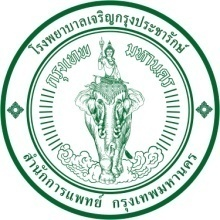 โรงพยาบาลเจริญกรุงประชารักษ์
กรุงเทพ มหานคร
สำนักการแพทย์ กรุงเทพมหานคร